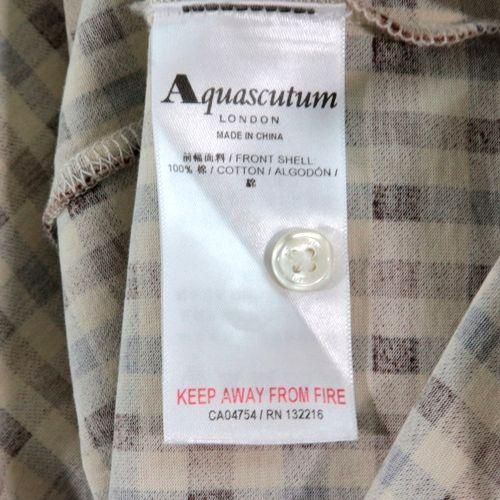 Aquascutum
LONDON
MADE IN CHINA
前幅面料 / FRONT SHELL:
100% 棉 / COTTON / ALGODÓN /
綿
KEEP AWAY FROM FIRE
CA04754 / RN 132216